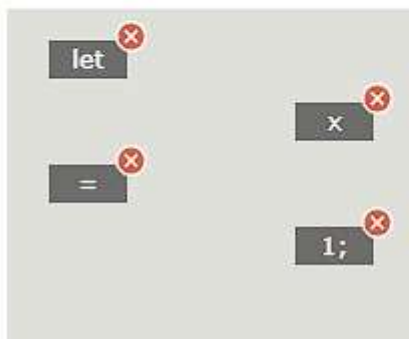 let
x
=
1;